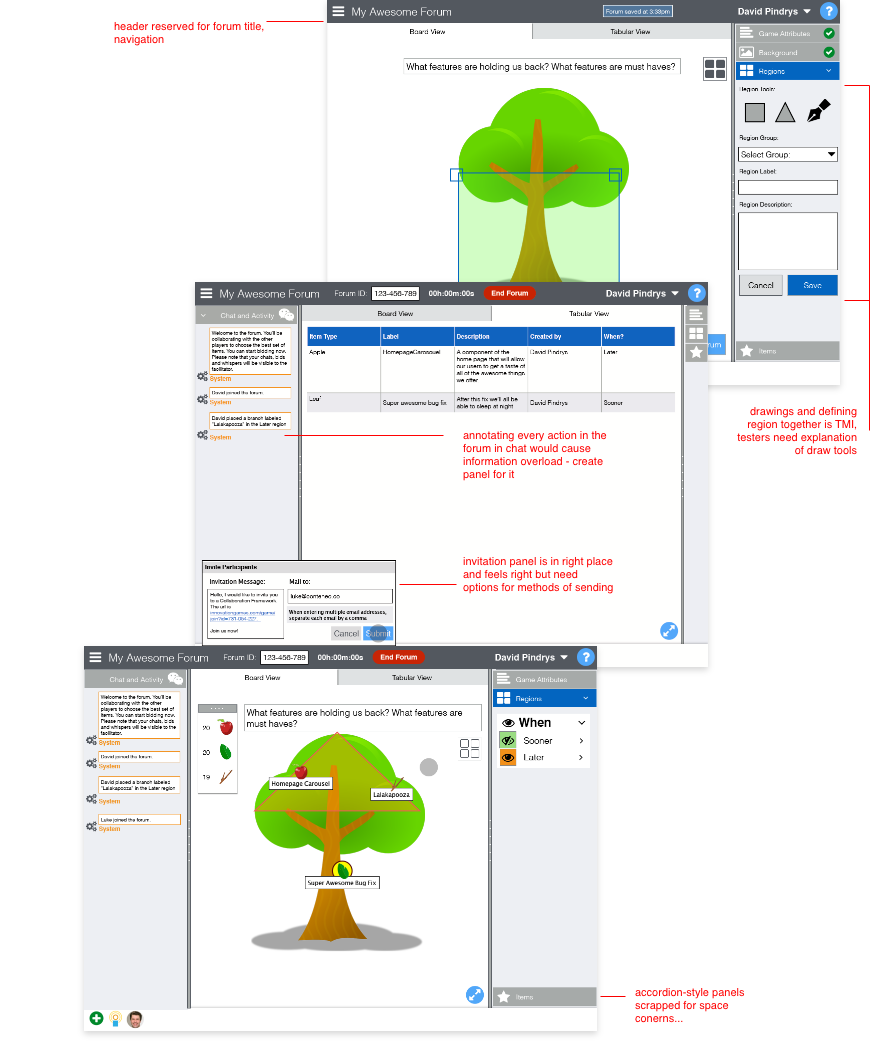 header reserved for forum title,
navigation
My Awesome Forum
Forum saved at 3:33pm
David Pindrys
?
Board View
Tabular View
What features are holding us back? What features are must haves?
Game Attributes
Background
Regions
Region Tools:
Region Group:
Select Group:
Region Label:
Region Description:
Cancel
Save
Items
drawings and defining
region together is TMI,
testers need explanation
of draw tools
My Awesome Forum
Forum ID:
123-456-789
00h:00m:00s
End Forum
David Pindrys
?
Chat and Activity
Board View
Tabular View
Welcome to the forum. You'll be
collaborating with the other
players to choose the best set of
items. You can start bidding now.
Please note that your chats, bids
and whispers will be visible to the
facilitator.
System
David joined the forum.
System
David placed a branch labeled
"Lalakapooza" in the Later region
System
Item Type
Label
Description
Created by
When?
Apple
HomepageCarousel
A component of the
home page that will allow
our users to get a taste of
all of the awesome things
we offer
David Pindrys
Later
Leaf
Super awesome bug fix
After this fix we'll all be
able to sleep at night
David Pindrys
Sooner
rum
annotating every action in the
forum in chat would cause
information overload - create
panel for it
Invite Participants
Invitation Message:
Mail to:
Hello, I would like to invite you
to a Collaboration Framework.
The url is
Join us now!
luke@conteneo.co
When entering multiple email addresses,
separate each email by a comma
Cancel
Submit
invitation panel is in right place
and feels right but need
options for methods of sending
My Awesome Forum
Forum ID:
123-456-789
00h:00m:00s
End Forum
David Pindrys
?
Chat and Activity
Board View
Tabular View
Game Attributes
Regions
Welcome to the forum. You'll be
collaborating with the other
players to choose the best set of
items. You can start bidding now.
Please note that your chats, bids
and whispers will be visible to the
facilitator.
System
David joined the forum.
System
David placed a branch labeled
"Lalakapooza" in the Later region
System
Luke joined the forum.
System
20
20
19
What features are holding us back? What features are
must haves?
Homepage Carousel
Lalakapooza
Super Awesome Bug Fix
When
Sooner
Later
Items
accordion-style panels
scrapped for space
conerns...